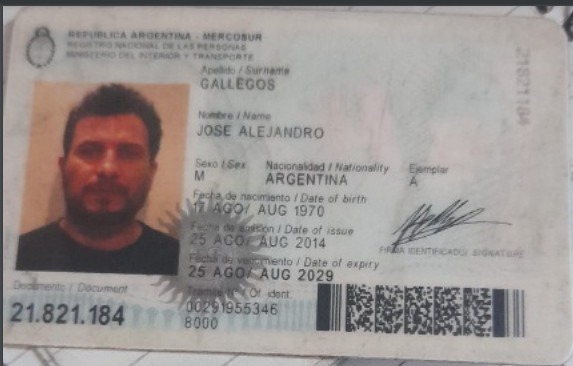 REPUBLICA ARGENTINA - MERCOSUR
REGISTRO NACIONAL DE LAS PERSONAS
MINISTERIO DEL INTERIOR Y TRANSPORTE
Apellido / Surname
GALLEGOS
Nombre / Name
JOSE ALEJANDRO
Sexo / Sex Nacionalidad / Nationality Ejemplar
M ARGENTINA A
Fecha de nacimiento / Date of birth
17 AGO/ AUG 1970
Fecha de emisión / Date of issue
25 AGO/ AUG 2014
FIRMA IDENTIFICADO/ SIGNATURE
Fecha de vencimiento / Date of expiry
25 AGO/ AUG 2029
Documento / Document Tramite N° / Of. ident.
21.821.184 00291955346
8000
21821184